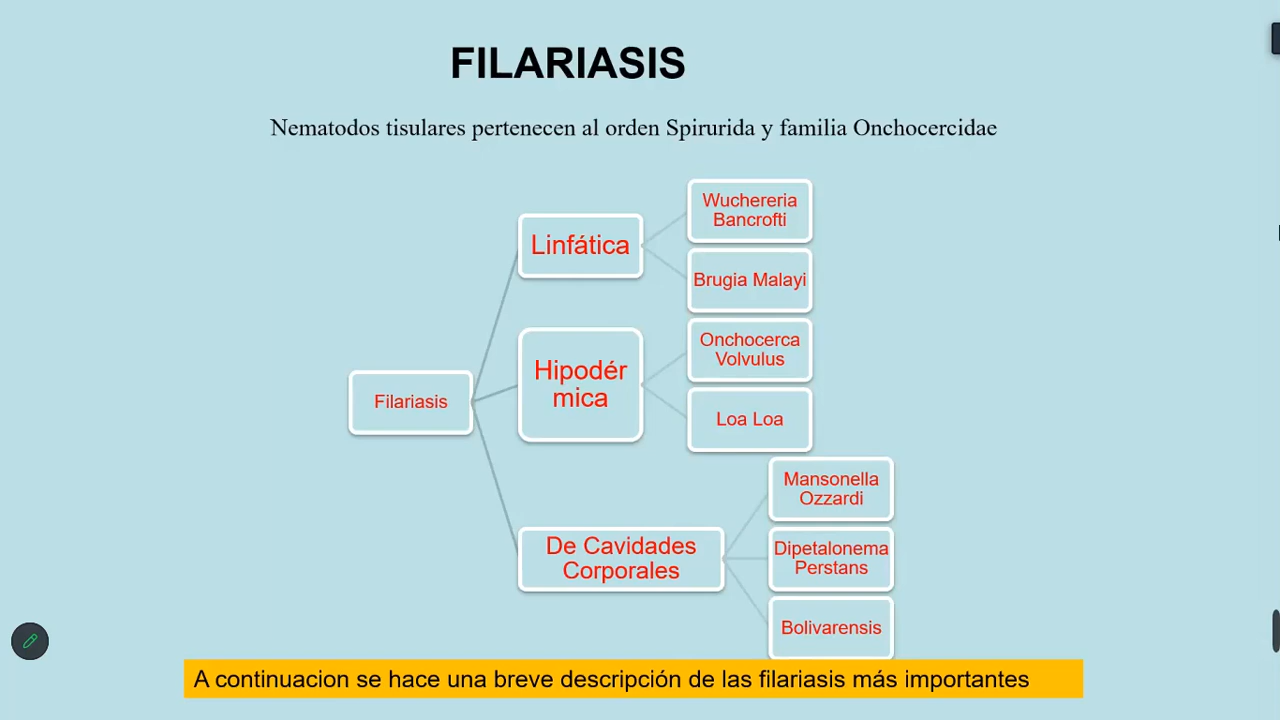 FILARIASIS
Nematodos tisulares pertenecen al orden Spirurida y familia Onchocercidae
Filariasis
Linfática
Wuchereria
Bancrofti
Brugia Malayi
Hipodér
mica
Onchocerca
Volvulus
Loa Loa
De Cavidades
Corporales
Mansonella
Ozzardi
Dipetalonema
Perstans
Bolivarensis
A continuacion se hace una breve descripción de las filariasis más importantes